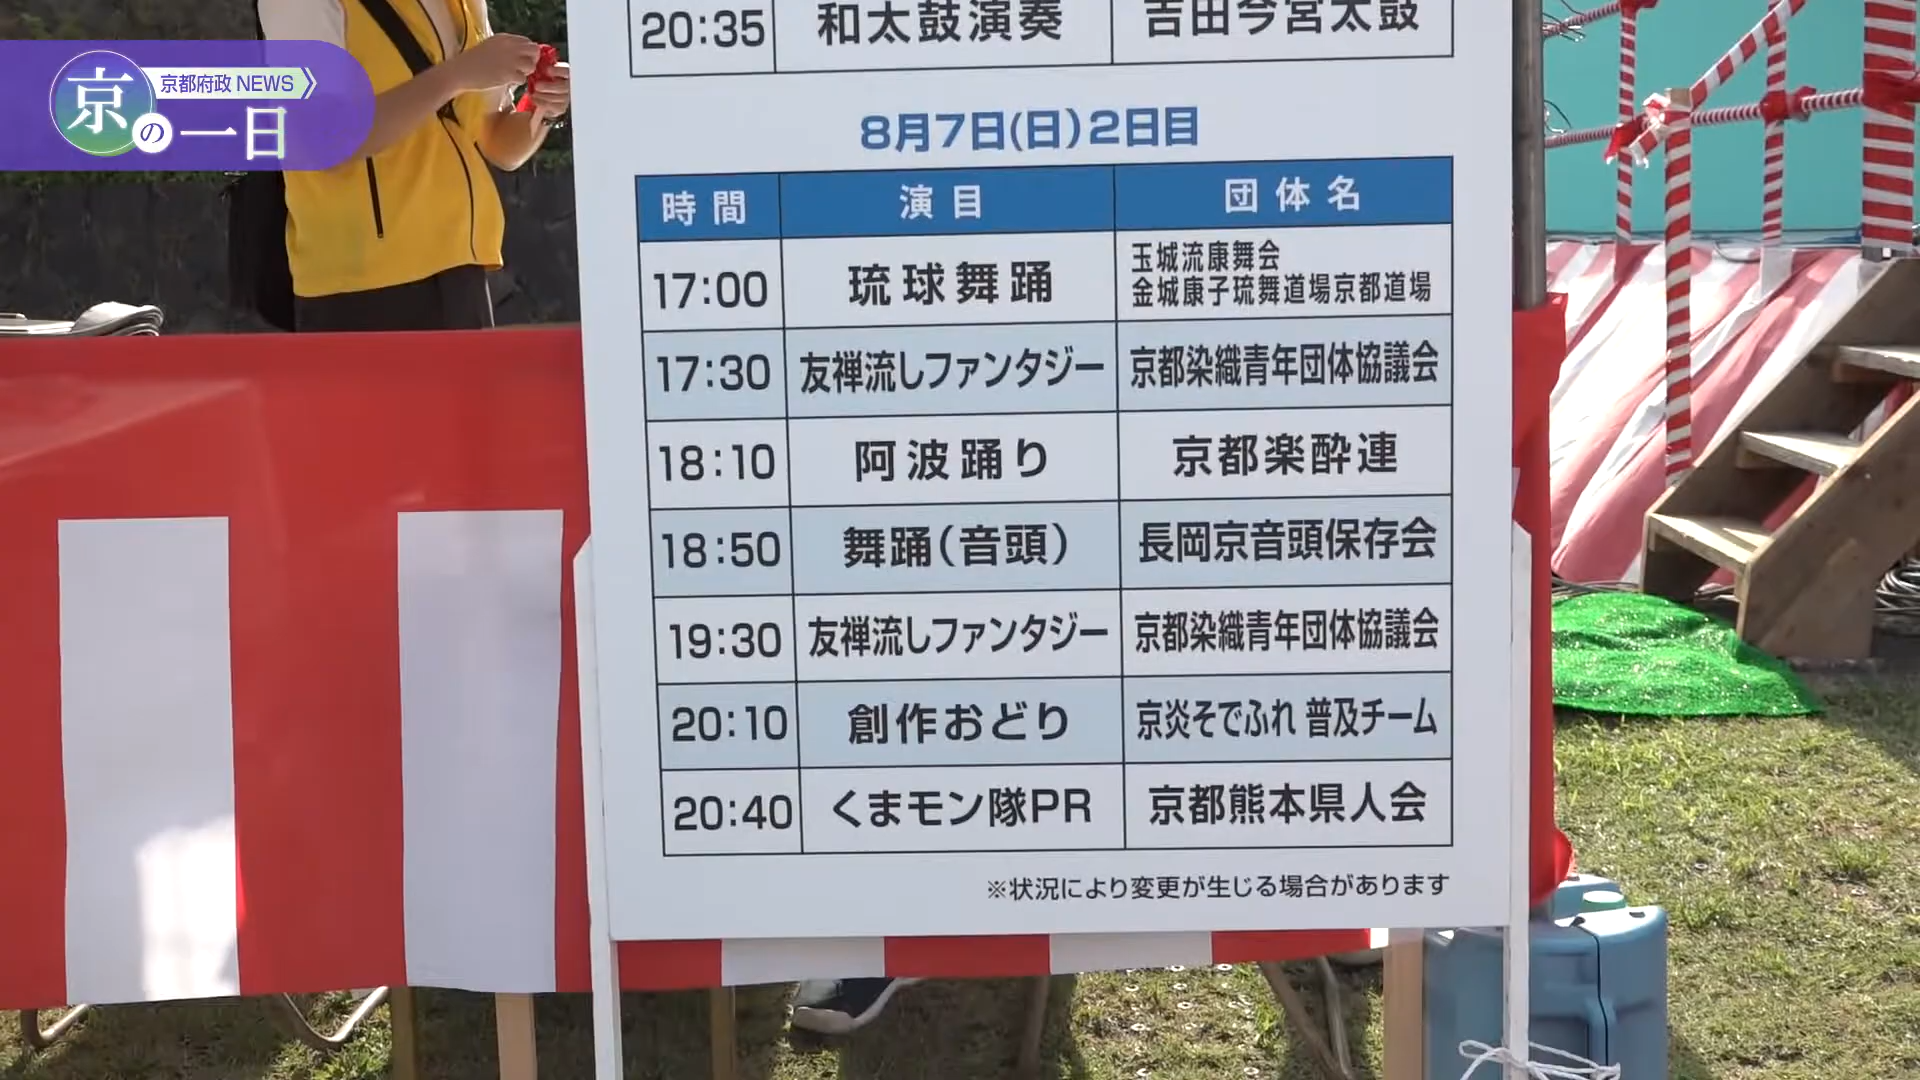 京都府政 NEWS
京の一日
20:35 和太鼓演奏 吉田今宮太鼓
8月7日(日)2日目
時間 演目 団体名
17:00 琉球舞踊 玉城流康舞会
金城康子琉舞道場京都道場
17:30 友禅流しファンタジー 京都染織青年団体協議会
18:10 阿波踊り 京都楽酔連
18:50 舞踊(音頭) 長岡京音頭保存会
19:30 友禅流しファンタジー 京都染織青年団体協議会
20:10 創作おどり 京炎そでふれ 普及チーム
20:40 くまモン隊PR 京都熊本県人会
※状況により変更が生じる場合があります